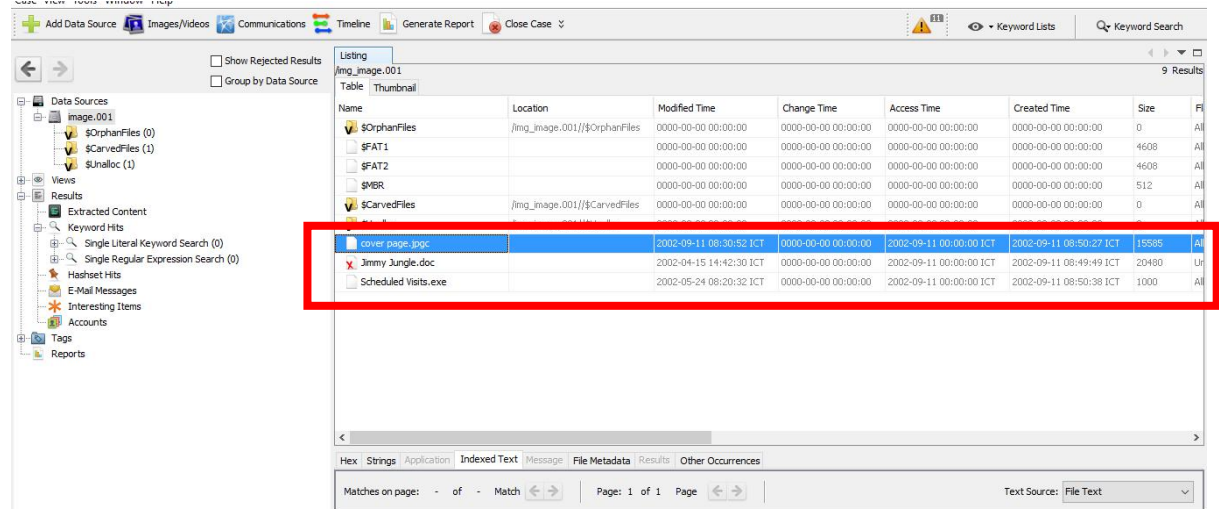 Case View Tools Window Help
Add Data Source Images/Videos Communications Timeline Generate Report Close Case Keyword Lists Keyword Search
Show Rejected Results
Group by Data Source
Data Sources
image.001
$OrphanFiles (0)
$CarvedFiles (1)
$Unalloc (1)
Views
Results
Extracted Content
Keyword Hits
Single Literal Keyword Search (0)
Single Regular Expression Search (0)
Hashset Hits
E-Mail Messages
Interesting Items
Accounts
Tags
Reports
Listing
/img_image.001 9 Results
Table Thumbnail
Name Location Modified Time Change Time Access Time Created Time Size Fl
$OrphanFiles /img_image.001//$OrphanFiles 0000-00-00 00:00:00 0000-00-00 00:00:00 0000-00-00 00:00:00 0000-00-00 00:00:00 0 All
$FAT1 0000-00-00 00:00:00 0000-00-00 00:00:00 0000-00-00 00:00:00 0000-00-00 00:00:00 4608 All
$FAT2 0000-00-00 00:00:00 0000-00-00 00:00:00 0000-00-00 00:00:00 0000-00-00 00:00:00 4608 All
$MBR 0000-00-00 00:00:00 0000-00-00 00:00:00 0000-00-00 00:00:00 0000-00-00 00:00:00 512 All
$CarvedFiles /img_image.001//$CarvedFiles 0000-00-00 00:00:00 0000-00-00 00:00:00 0000-00-00 00:00:00 0000-00-00 00:00:00 0 All
cover page.jpgc 2002-09-11 08:30:52 ICT 0000-00-00 00:00:00 2002-09-11 00:00:00 ICT 2002-09-11 08:50:27 ICT 15585 All
Jimmy Jungle.doc 2002-04-15 14:42:30 ICT 0000-00-00 00:00:00 2002-09-11 00:00:00 ICT 2002-09-11 08:49:49 ICT 20480 Un
Scheduled Visits.exe 2002-05-24 08:20:32 ICT 0000-00-00 00:00:00 2002-09-11 00:00:00 ICT 2002-09-11 08:50:38 ICT 1000 All
Hex Strings Application Indexed Text Message File Metadata Results Other Occurrences
Matches on page: - of - Match Page: 1 of 1 Page Text Source: File Text